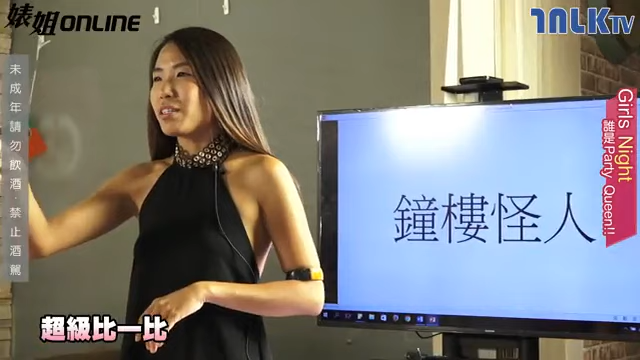 婊姐ONLINE
TALKTV
未成年請勿飲酒·禁止酒駕
Girls Night
誰是Party Queen!!
鐘樓怪人
超級比一比